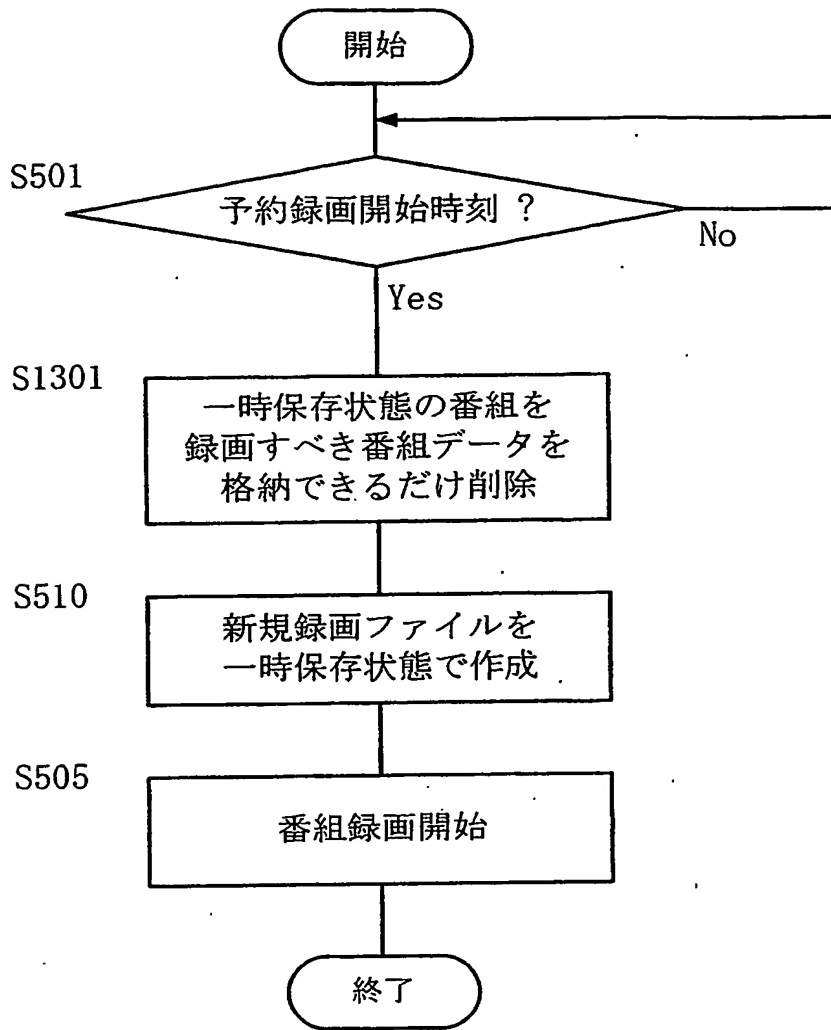 開始
S501
予約録画開始時刻 ?
No
Yes
S1301
一時保存状態の番組を
録画すべき番組データを
格納できるだけ削除
S510
新規録画ファイルを
一時保存状態で作成
S505
番組録画開始
終了